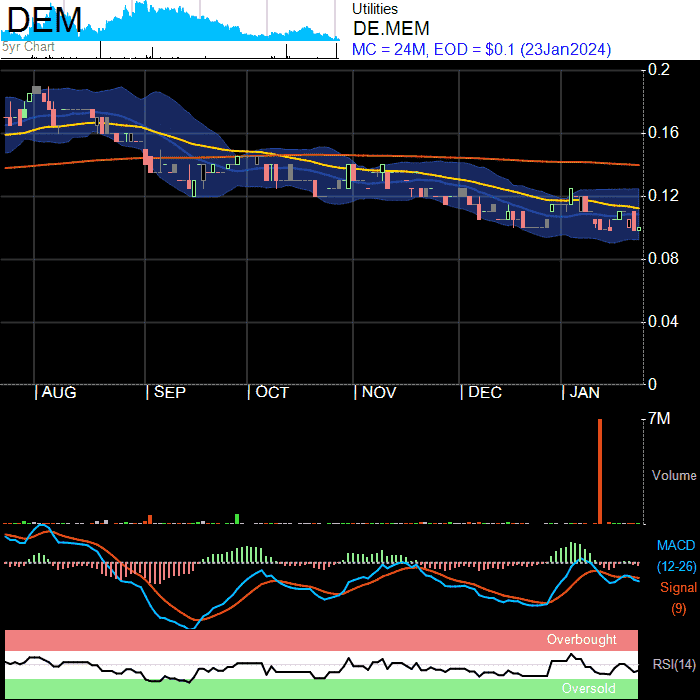 DEM
5yr Chart
Utilities
DE.MEM
MC = 24M, EOD = $0.1 (23Jan2024)
0.2
0.16
0.12
0.08
0.04
0
| AUG | SEP | OCT | NOV | DEC | JAN
7M
Volume
MACD
(12-26)
Signal
(9)
Overbought
RSI(14)
Oversold